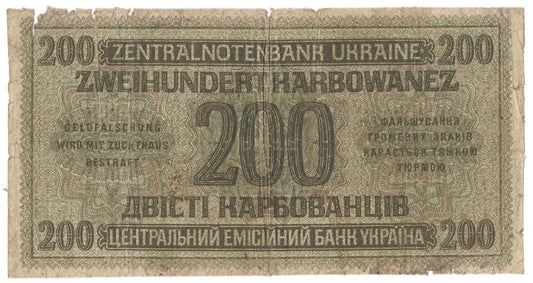 200 ZENTRALNOTENBANK UKRAINE 200
ZWEIHUNDERT KARBOWANEZ
GELDFÄLSCHUNG
WIRD MIT ZUCHTHAUS
BESTRAFT
200
ФАЛЬШУВАННЯ
ГРОШЕВИХ ЗНАКІВ
КАРАЄТЬСЯ ТЯЖКОЮ
ТЮРМОЮ
ДВІСТІ КАРБОВАНЦІВ
200 ЦЕНТРАЛЬНИЙ ЕМІСІЙНИЙ БАНК УКРАЇНА 200